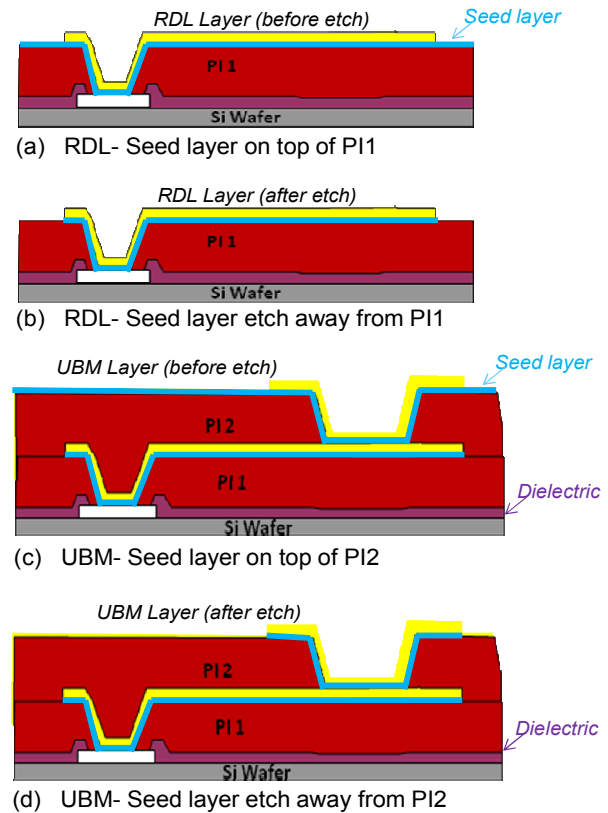 RDL Layer (before etch)
Seed layer
PI 1
Si Wafer
(a) RDL- Seed layer on top of PI1
RDL Layer (after etch)
PI 1
Si Wafer
(b) RDL- Seed layer etch away from PI1
UBM Layer (before etch)
Seed layer
PI 2
PI 1
Dielectric
Si Wafer
(c) UBM- Seed layer on top of PI2
UBM Layer (after etch)
PI 2
PI 1
Dielectric
Si Wafer
(d) UBM- Seed layer etch away from PI2